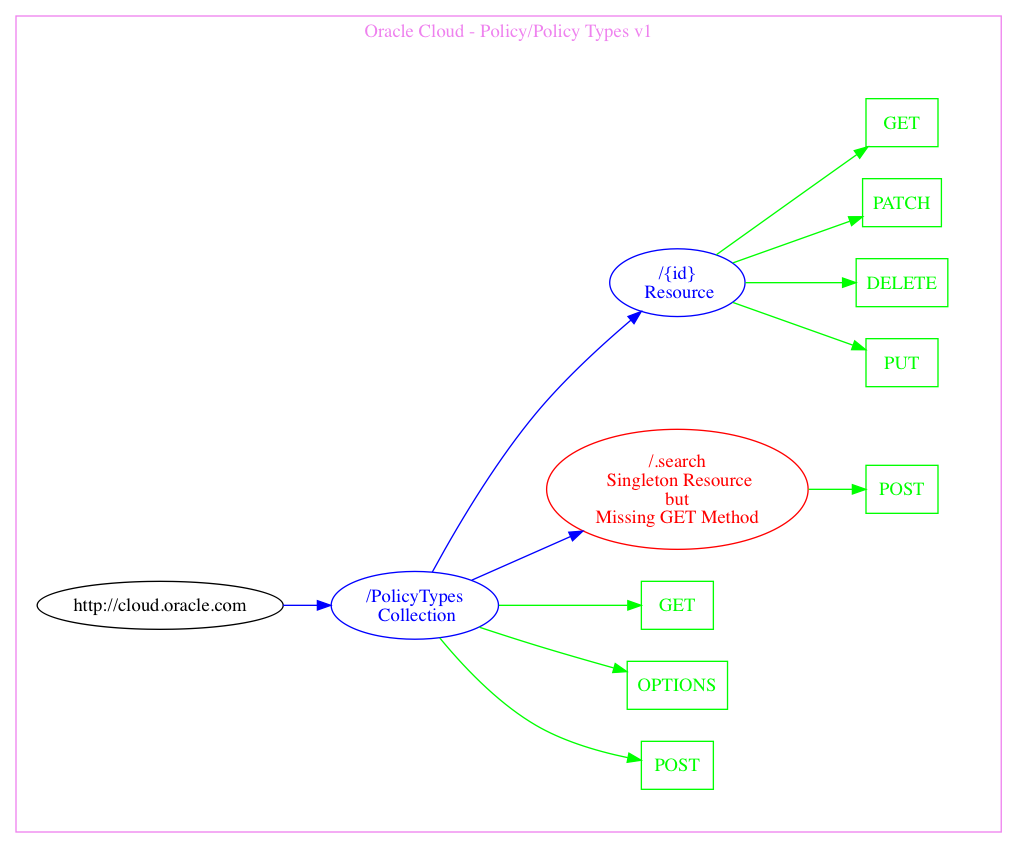 Oracle Cloud - Policy/Policy Types v1
GET
PATCH
/{id}
Resource
DELETE
PUT
/.search
Singleton Resource
but
Missing GET Method
POST
http://cloud.oracle.com
/PolicyTypes
Collection
GET
OPTIONS
POST